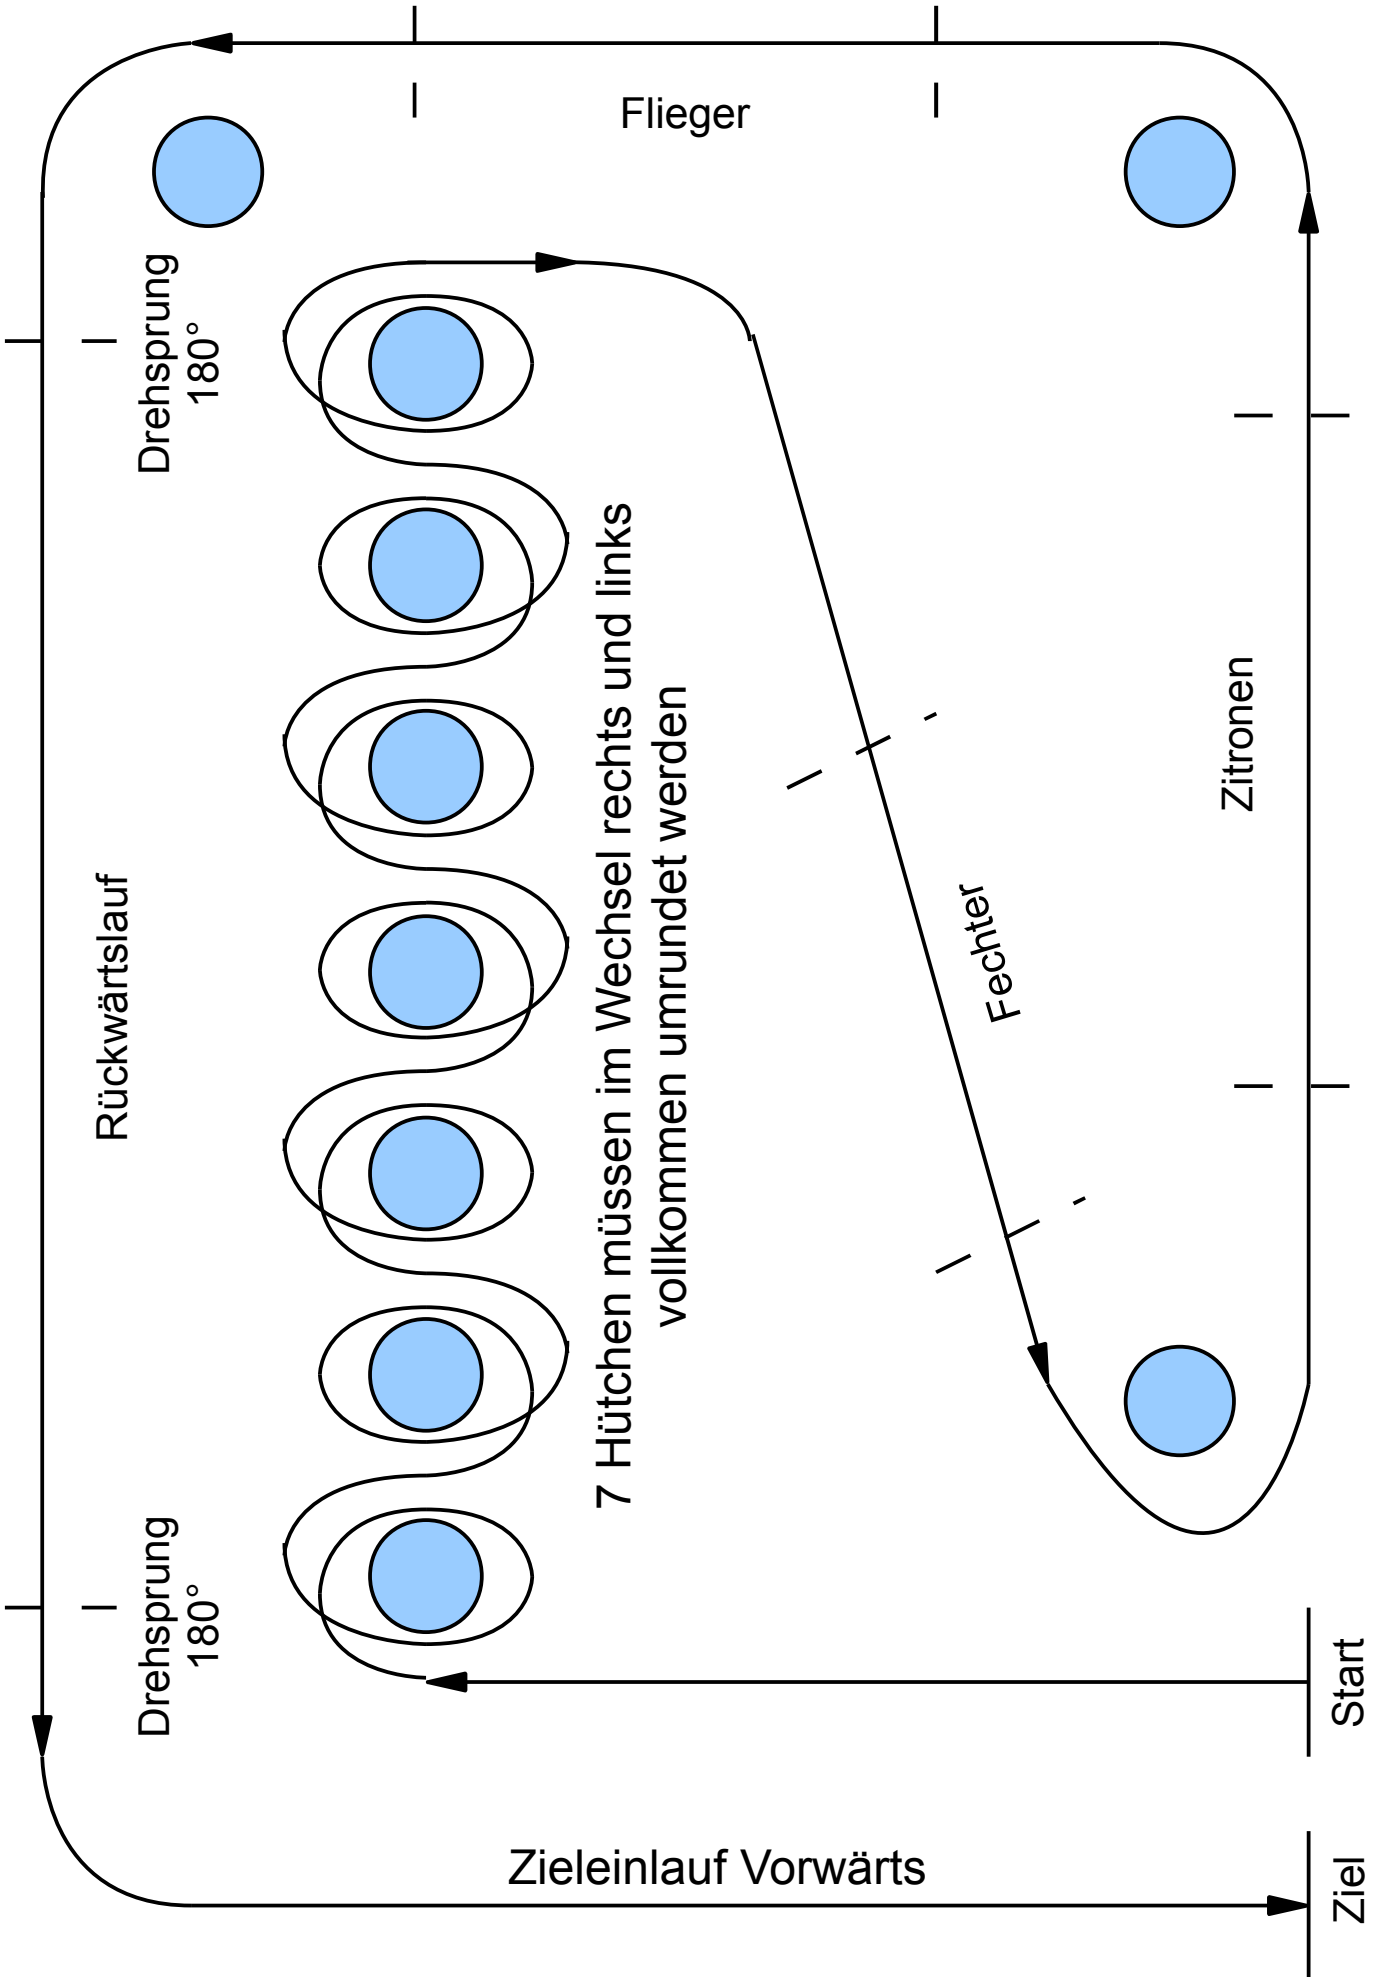 Flieger
Drehsprung
180°
Rückwärtslauf
7 Hütchen müssen im Wechsel rechts und links
vollkommen umrundet werden
Fechter
Zitronen
Drehsprung
180°
Start
Zieleinlauf Vorwärts
Ziel